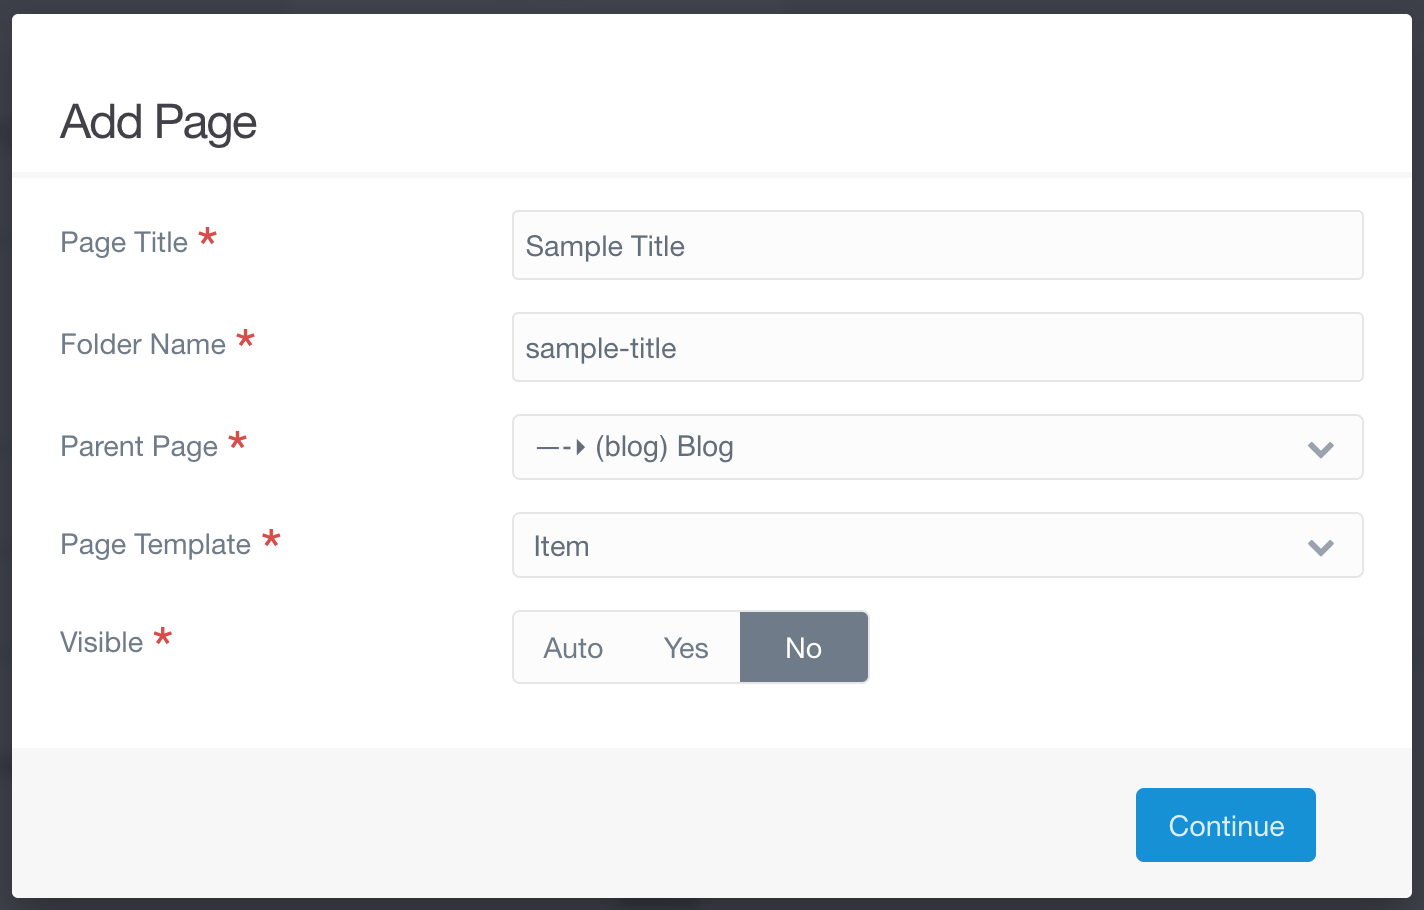 Add Page
Page Title *
Sample Title
Folder Name *
sample-title
Parent Page *
—-▸ (blog) Blog
Page Template *
Item
Visible *
Auto Yes No
Continue